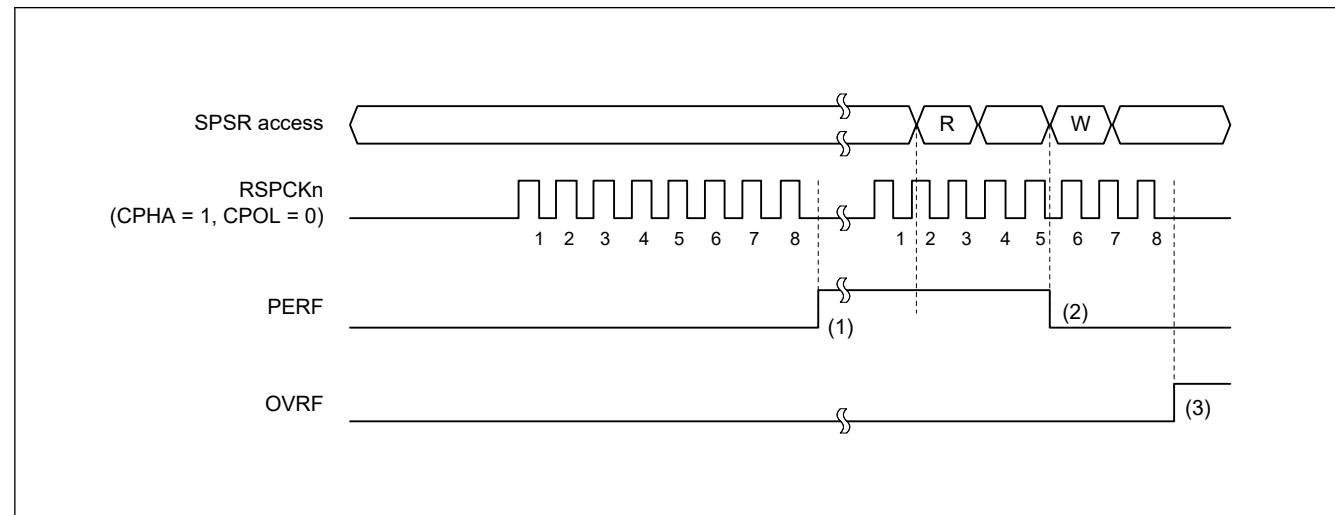 SPSR access
R
W
RSPCKn
(CPHA = 1, CPOL = 0)
1 2 3 4 5 6 7 8 1 2 3 4 5 6 7 8
PERF
(1)
(2)
OVRF
(3)